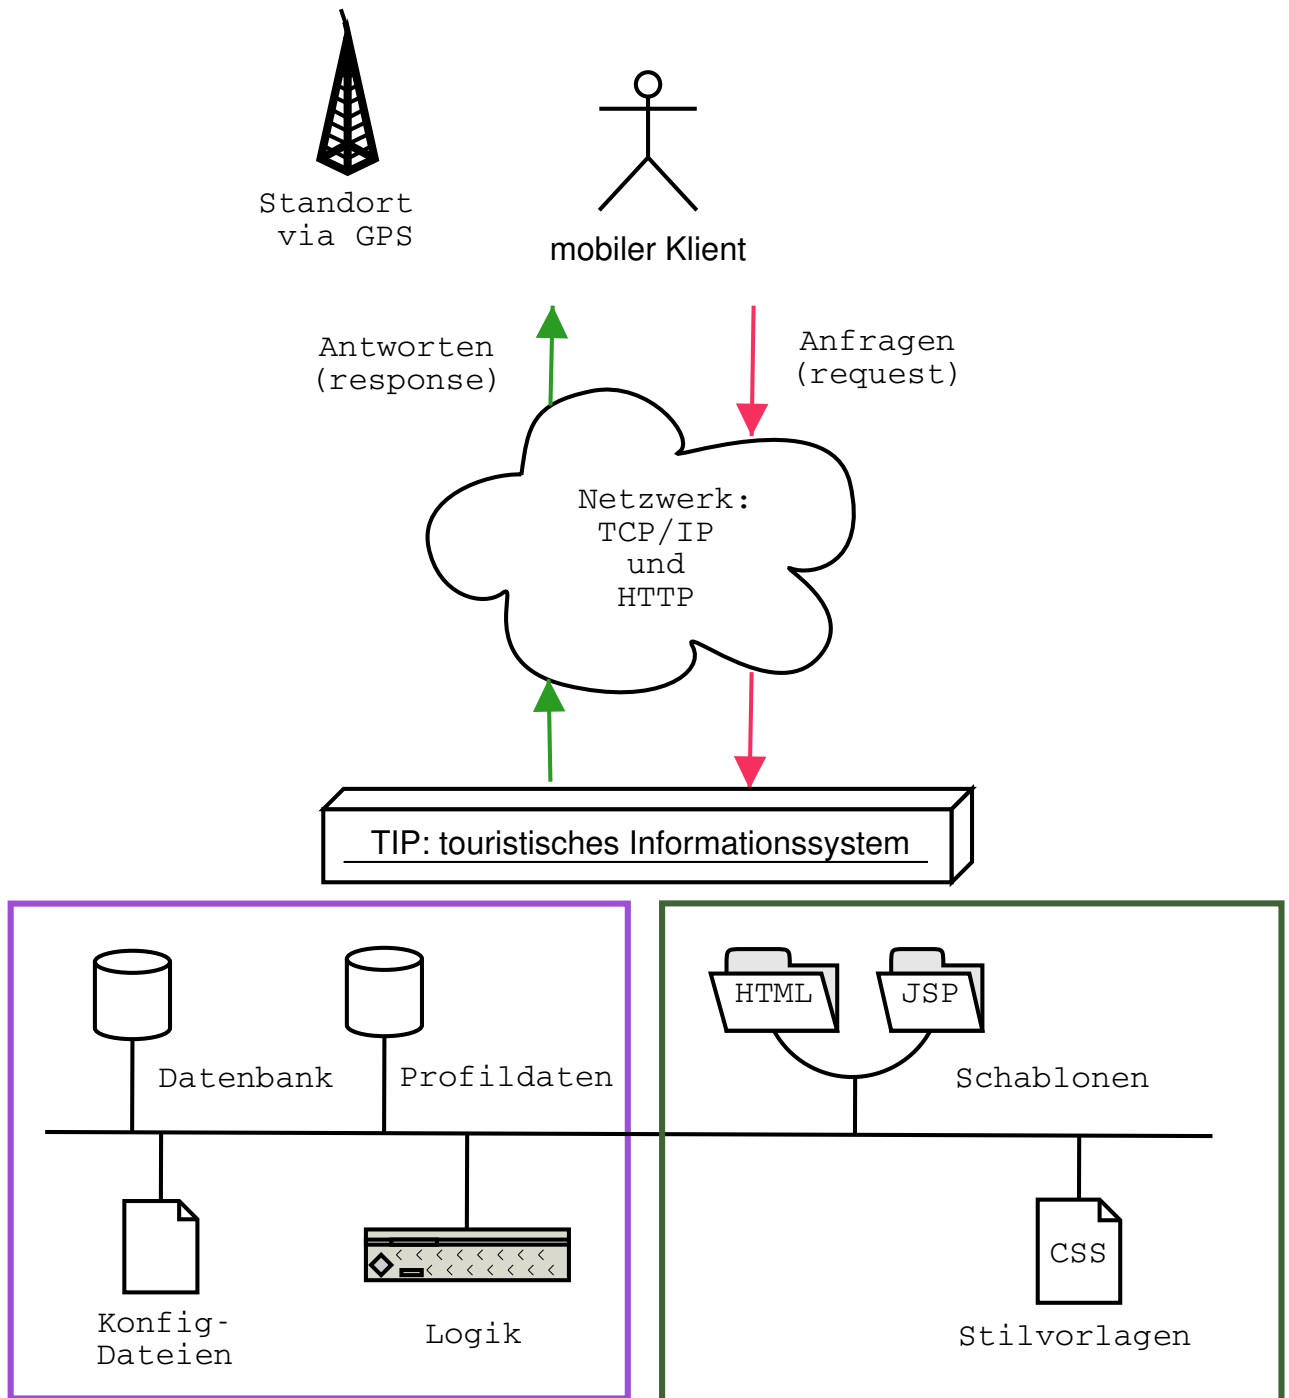 Standort
via GPS
mobiler Klient
Antworten
(response)
Anfragen
(request)
Netzwerk:
TCP/IP
und
HTTP
TIP: touristisches Informationssystem
HTML
JSP
Datenbank
Profildaten
Schablonen
CSS
Konfig-
Dateien
Logik
Stilvorlagen